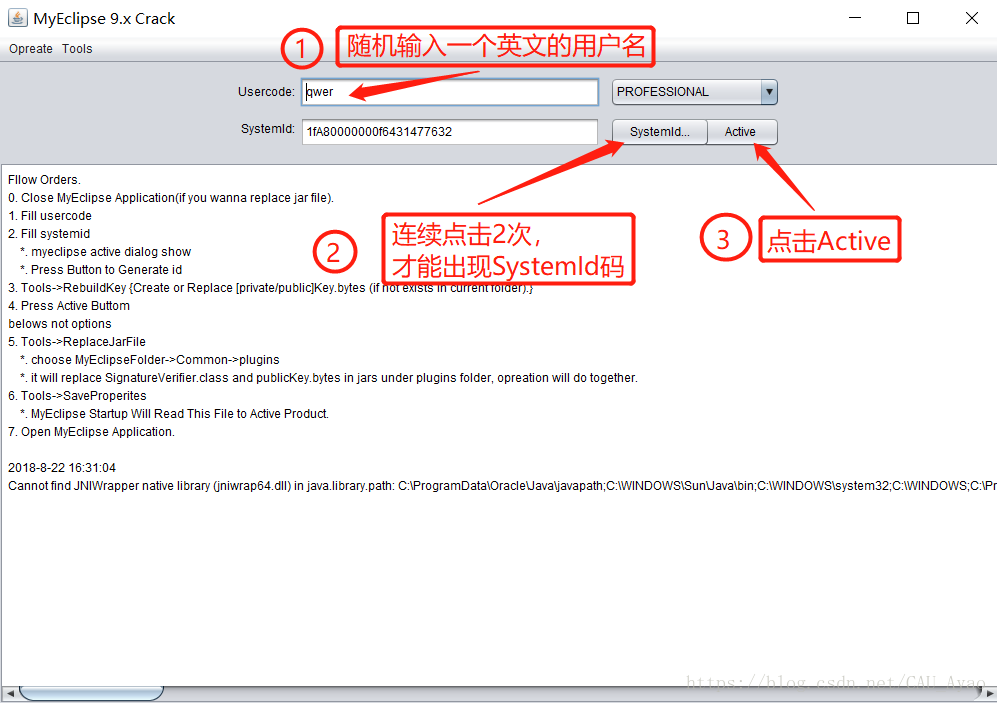 MyEclipse 9.x Crack
Opreate Tools
① 随机输入一个英文的用户名
Usercode: qwer PROFESSIONAL
SystemId: 1fA80000000f6431477632 SystemId... Active
② 连续点击2次，
才能出现SystemId码
③ 点击Active
Fllow Orders.
0. Close MyEclipse Application(if you wanna replace jar file).
1. Fill usercode
2. Fill systemid
*. myeclipse active dialog show
*. Press Button to Generate id
3. Tools->RebuildKey {Create or Replace [private/public]Key.bytes (if not exists in current folder).}
4. Press Active Buttom
belows not options
5. Tools->ReplaceJarFile
*. choose MyEclipseFolder->Common->plugins
*. it will replace SignatureVerifier.class and publicKey.bytes in jars under plugins folder, opreation will do together.
6. Tools->SaveProperites
*. MyEclipse Startup Will Read This File to Active Product.
7. Open MyEclipse Application.
2018-8-22 16:31:04
Cannot find JNIWrapper native library (jniwrap64.dll) in java.library.path: C:\ProgramData\Oracle\Java\javapath;C:\WINDOWS\Sun\Java\bin;C:\WINDOWS\system32;C:\WINDOWS;C:\Pr
https://blog.csdn.net/CAU_Ayao